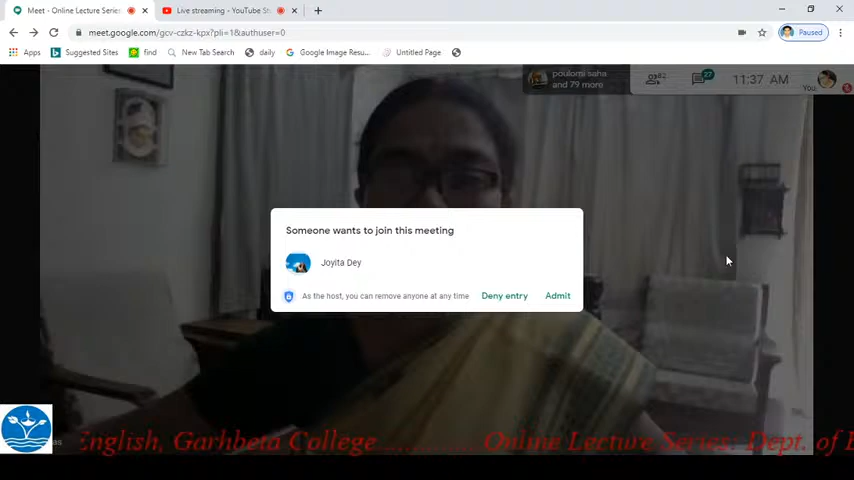 Meet - Online Lecture Series:
Live streaming - YouTube St
meet.google.com/gcv-czkz-kpx?pli=1&authuser=0
Paused
Apps
Suggested Sites
find
New Tab Search
daily
Google Image Resu...
Untitled Page
poulomi saha
and 79 more
82
27
11:37 AM
You
Someone wants to join this meeting
Joyita Dey
As the host, you can remove anyone at any time
Deny entry
Admit
English, Garhbeta College .............. Online Lecture Series: Dept. of E